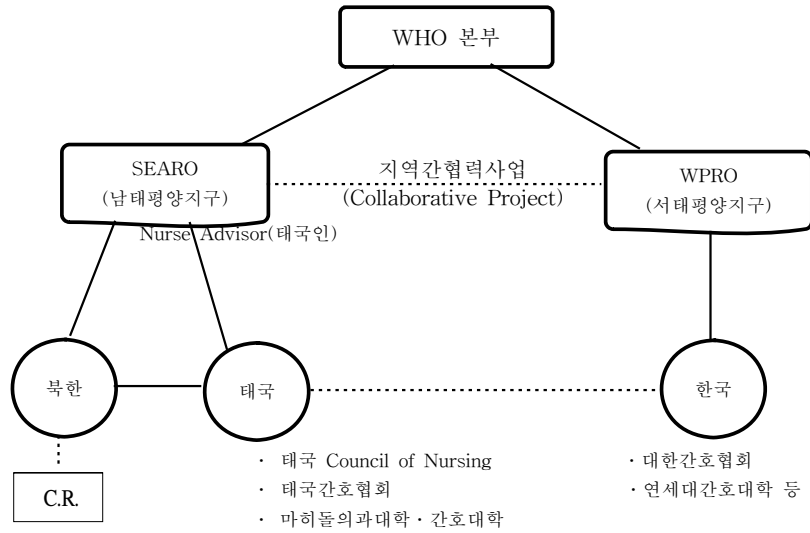 WHO 본부
SEARO
(남태평양지구)
지역간협력사업
(Collaborative Project)
WPRO
(서태평양지구)
Nurse Advisor(태국인)
북한
태국
한국
C.R.
· 태국 Council of Nursing
· 태국간호협회
· 마히돌의과대학 · 간호대학
· 대한간호협회
· 연세대간호대학 등